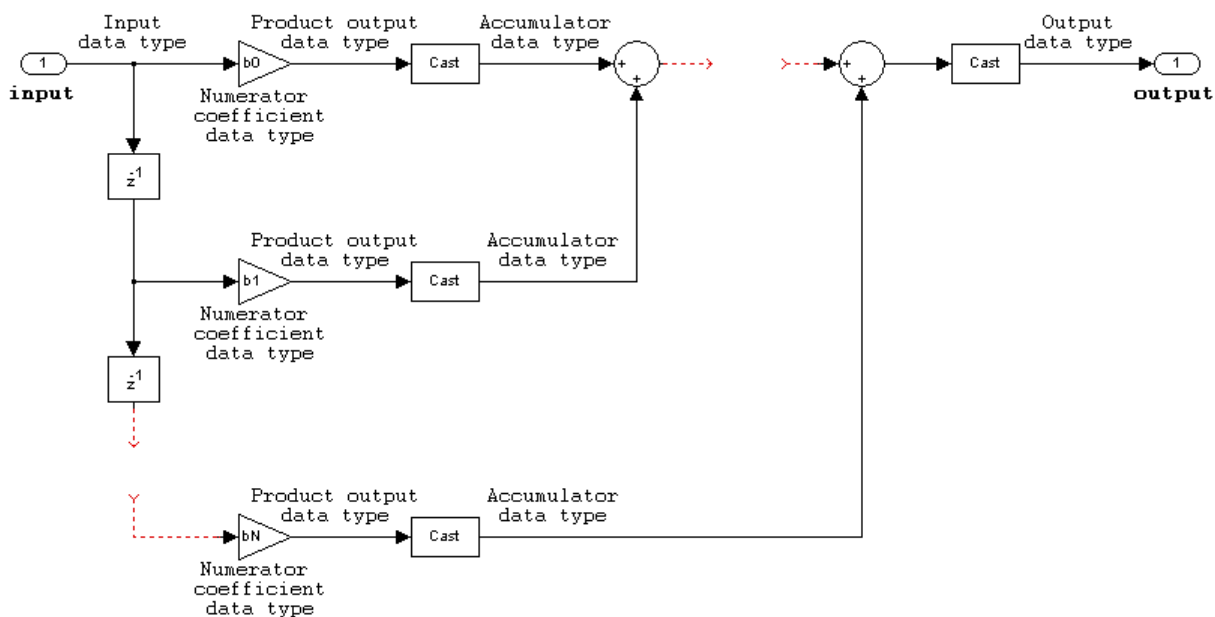 Input
data type
Product output
data type
Accumulator
data type
Output
data type
1
b0
Cast
+
+
+
+
Cast
1
input
Numerator
coefficient
data type
output
z-1
Product output
data type
Accumulator
data type
b1
Cast
Numerator
coefficient
data type
z-1
Product output
data type
Accumulator
data type
bN
Cast
Numerator
coefficient
data type